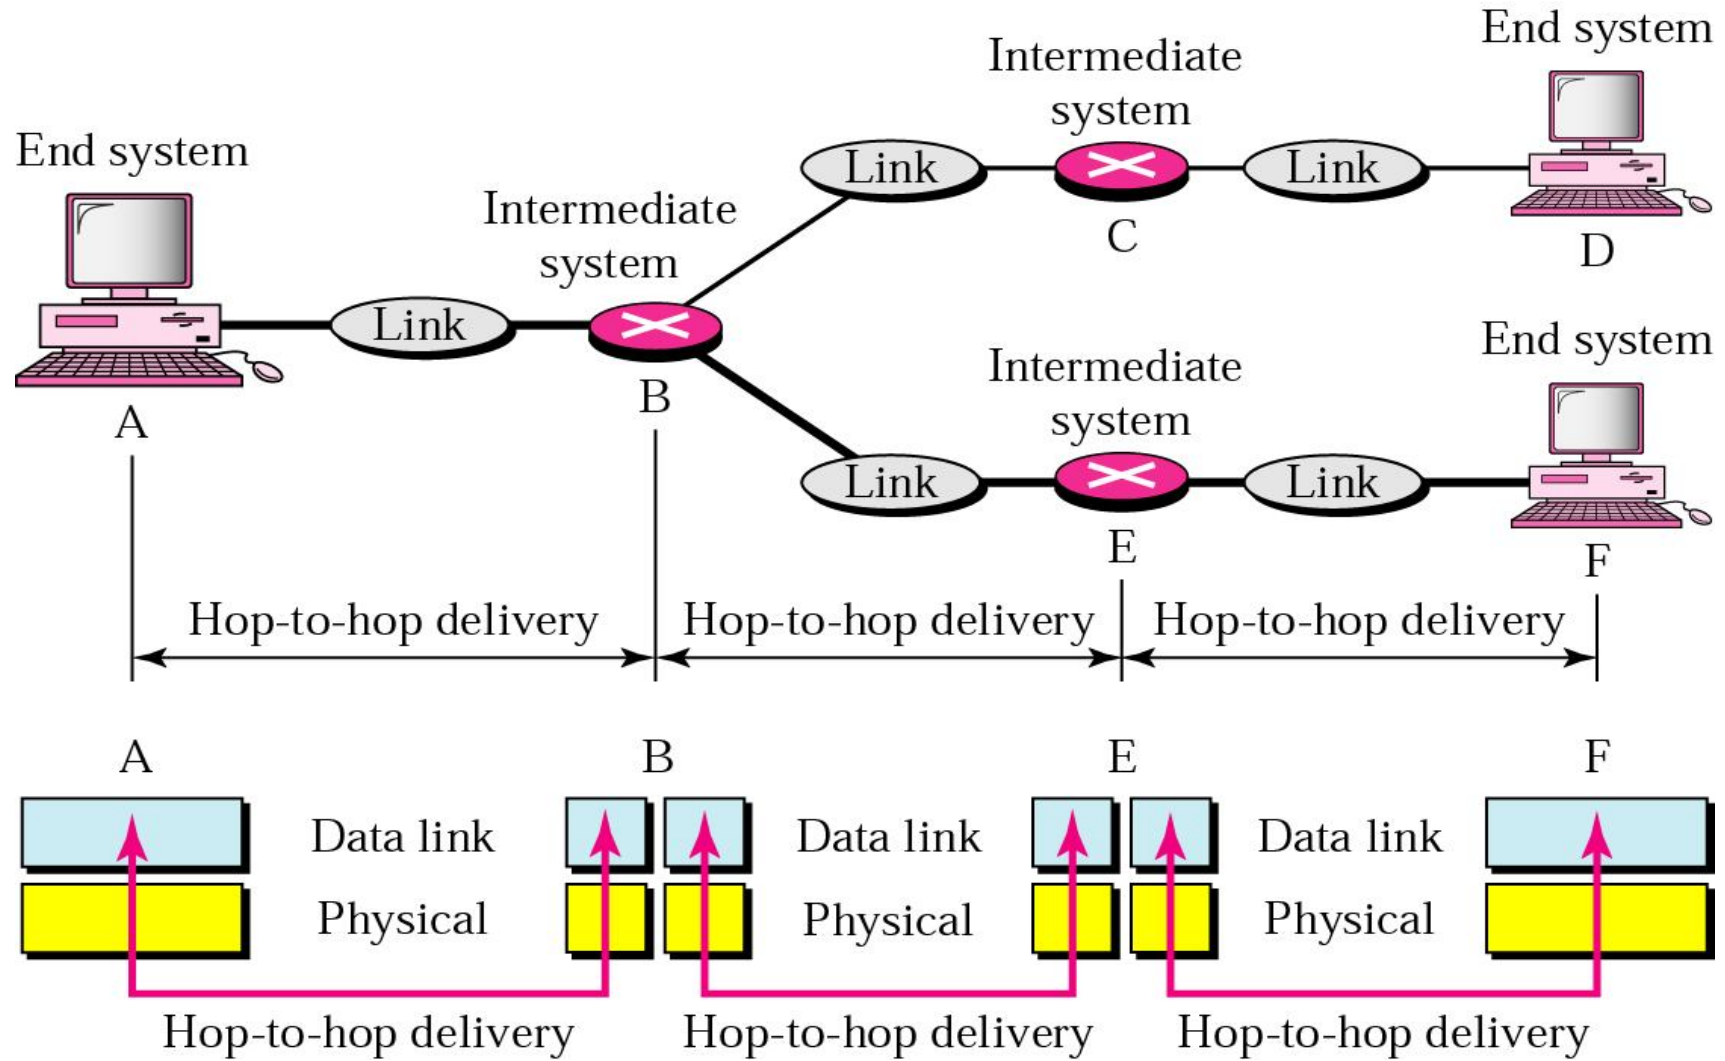 End system
Intermediate
system
End system
Link
Link
C
D
Intermediate
system
Link
A
B
End system
Intermediate
system
Link
Link
E
F
Hop-to-hop delivery
Hop-to-hop delivery
Hop-to-hop delivery
A
B
E
F
Data link
Data link
Data link
Physical
Physical
Physical
Hop-to-hop delivery
Hop-to-hop delivery
Hop-to-hop delivery